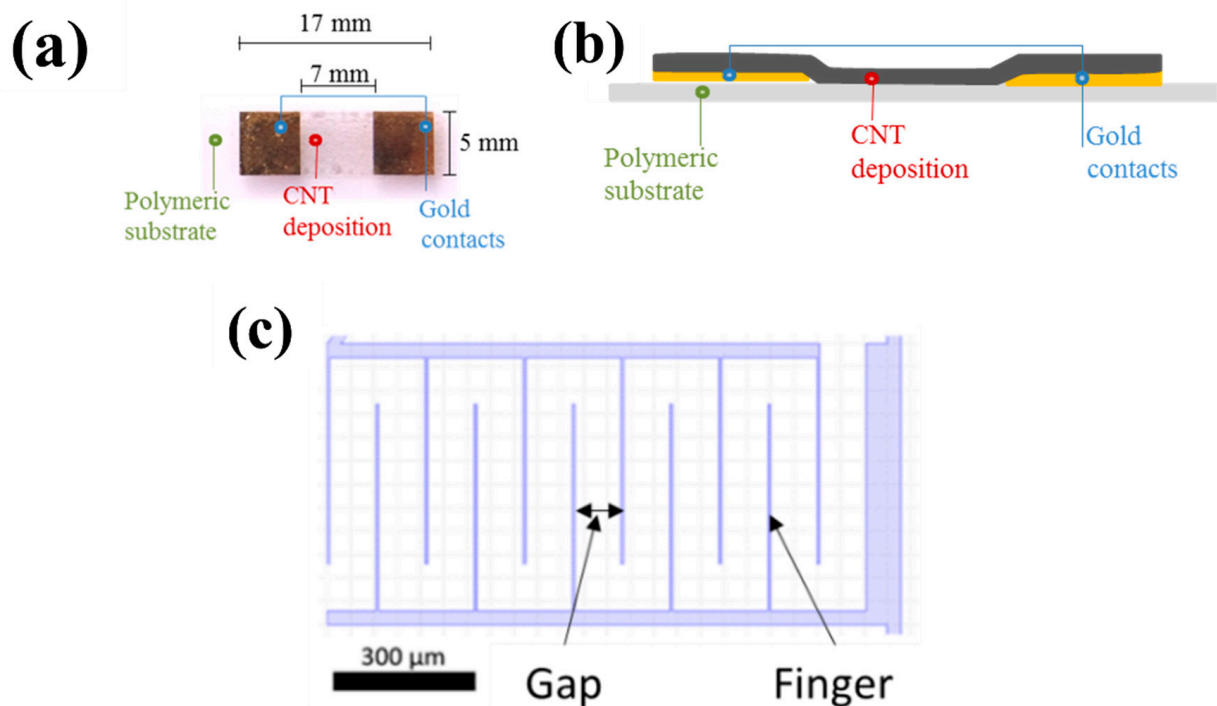 (a)
17 mm
7 mm
5 mm
Polymeric
substrate
CNT
deposition
Gold
contacts
(b)
Polymeric
substrate
CNT
deposition
Gold
contacts
(c)
300 µm
Gap
Finger